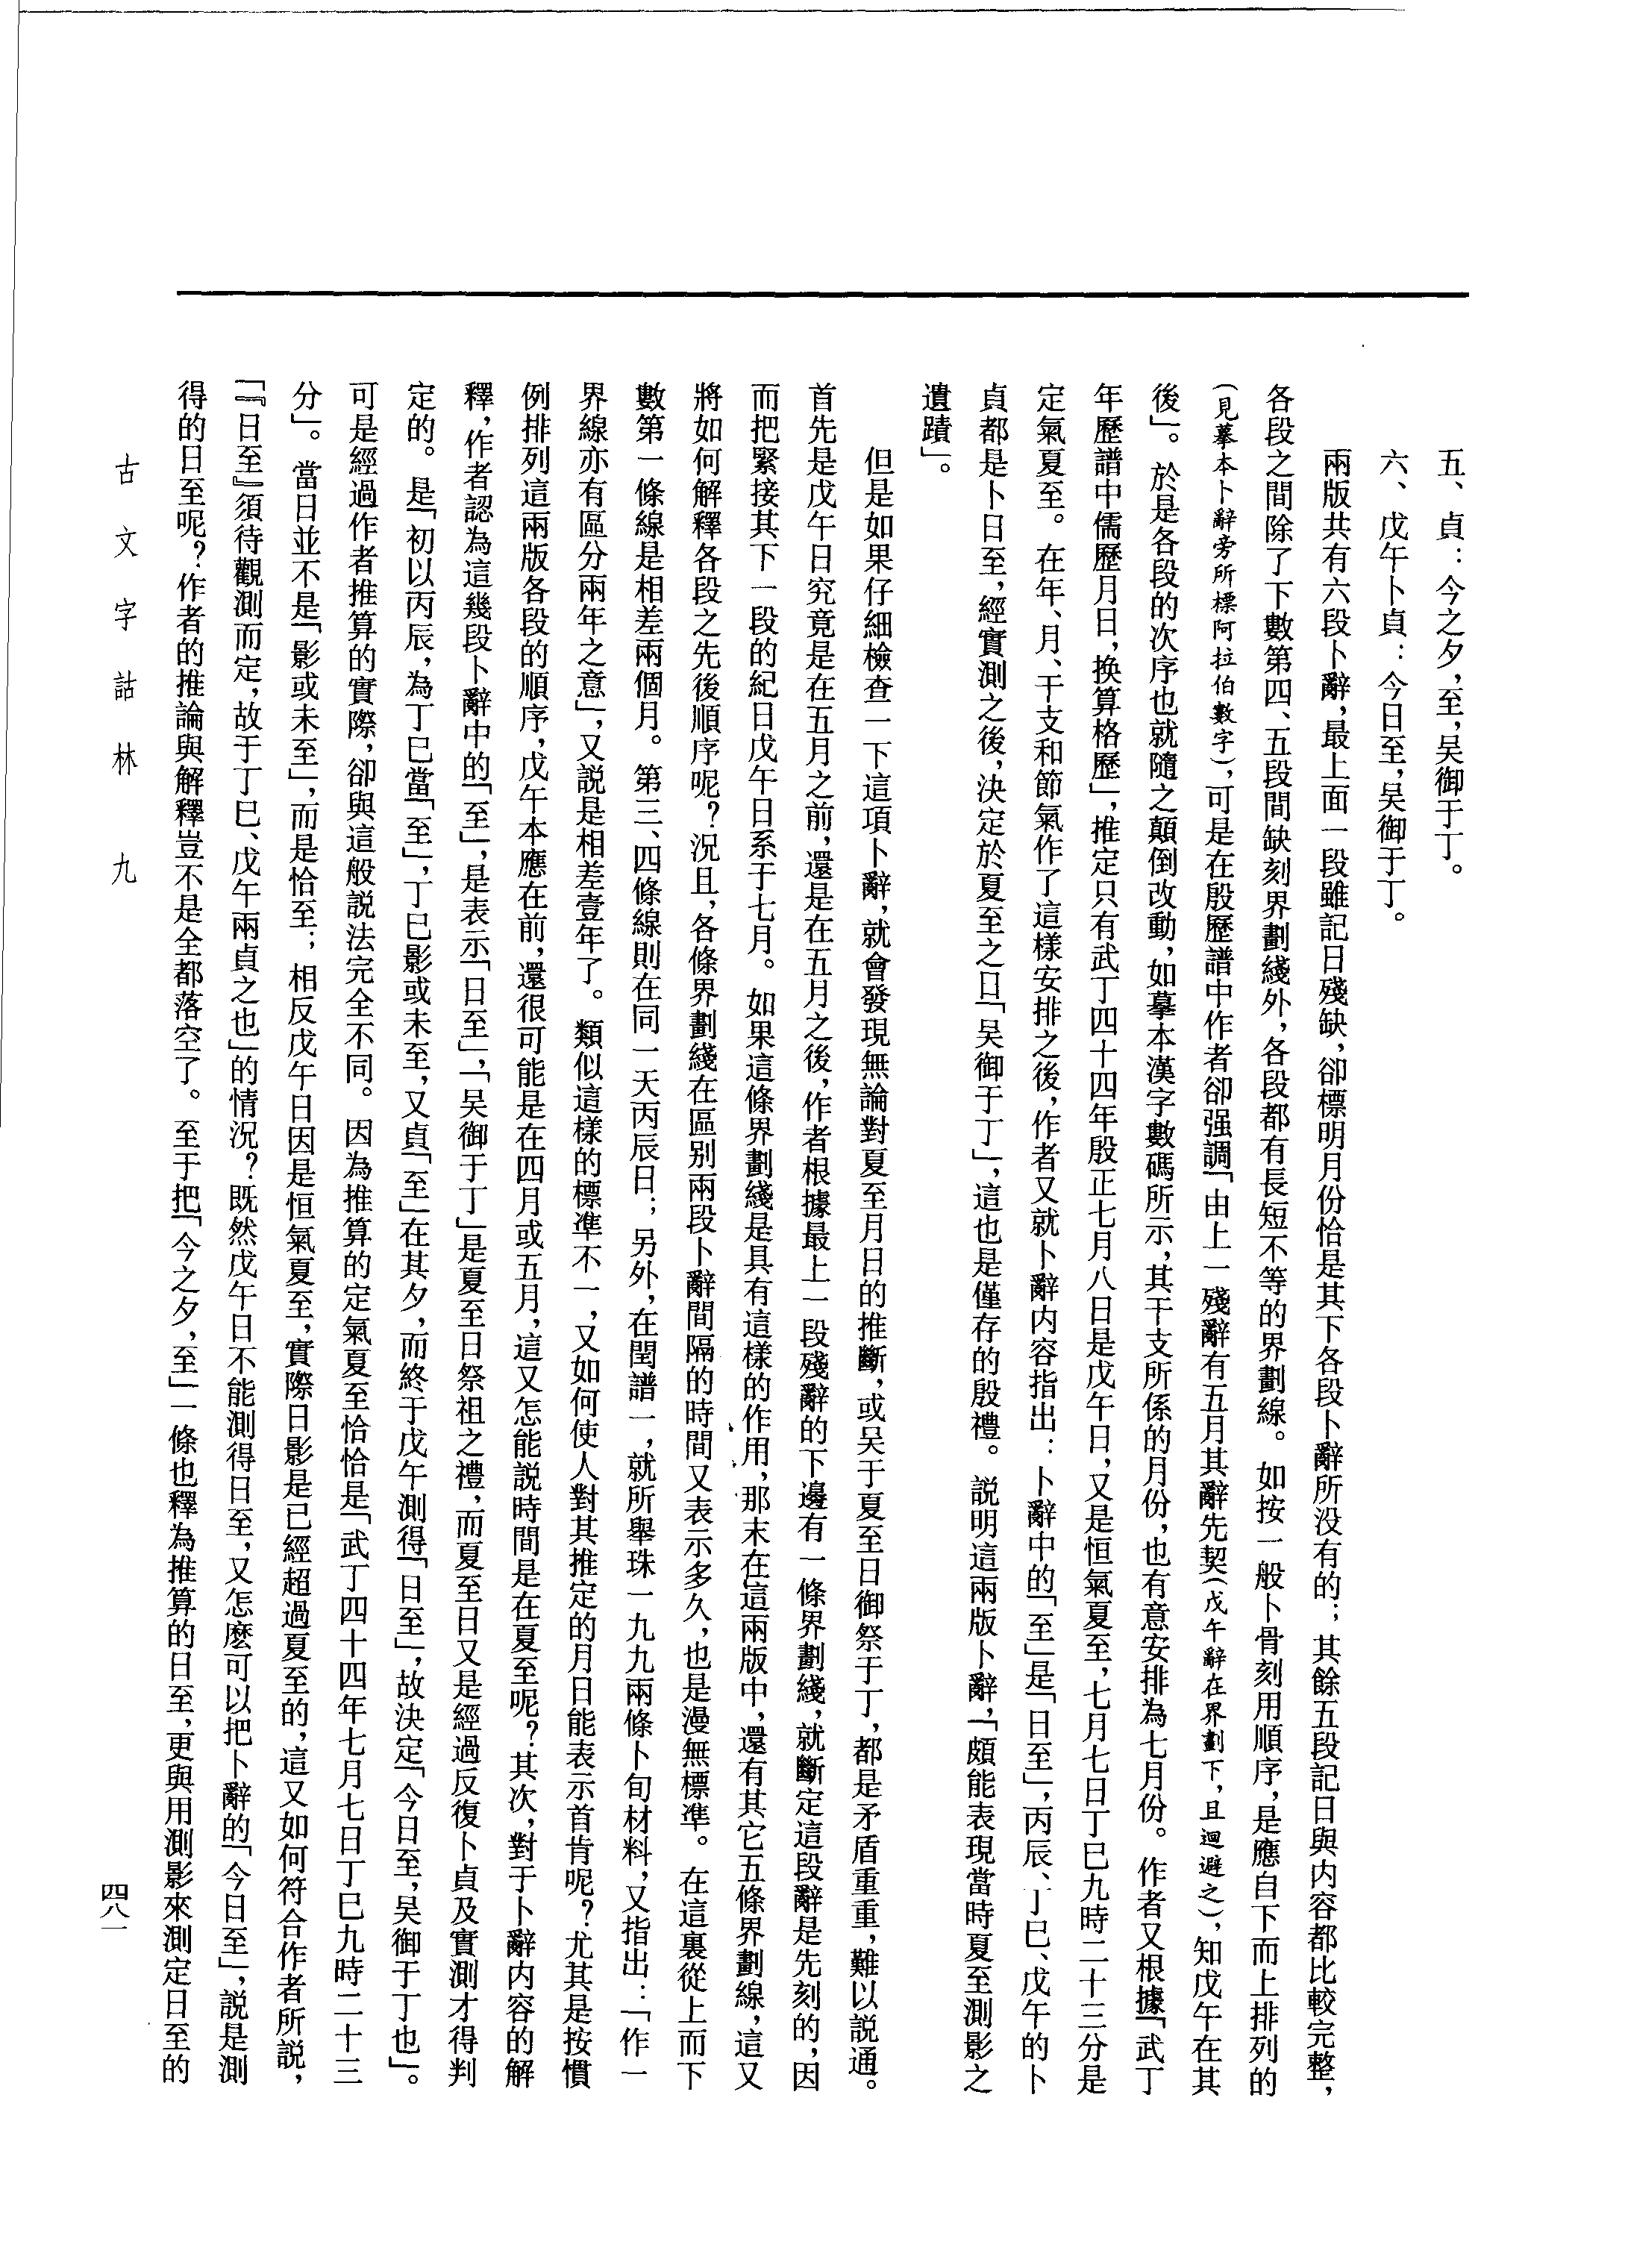 五、貞：今之夕，至，吴御于丁。
六、戊午卜貞：今日至，吴御于丁。
兩版共有六段卜辭，最上面一段雖記日殘缺，卻標明月份恰是其下各段卜辭所没有的；其餘五段記日與内容都比較完整，
各段之間除了下數第四、五段間缺刻界劃綫外，各段都有長短不等的界劃線。如按一般卜骨刻用順序，是應自下而上排列的
（見摹本卜辭旁所標阿拉伯數字），可是在殷歷譜中作者卻强調「由上一殘辭有五月其辭先契（戊午辭在界劃下，且迴避之），知戊午在其
後」。於是各段的次序也就隨之顛倒改動，如摹本漢字數碼所示，其干支所係的月份，也有意安排為七月份。作者又根據「武丁
年歷譜中儒歷月日，换算格歷」，推定只有武丁四十四年殷正七月八日是戊午日，又是恒氣夏至，七月七日丁巳九時二十三分是
定氣夏至。在年、月、干支和節氣作了這樣安排之後，作者又就卜辭内容指出：卜辭中的「至」是「日至」，丙辰、丁巳、戊午的卜
貞都是卜日至，經實測之後，決定於夏至之日「吴御于丁」，這也是僅存的殷禮。説明這兩版卜辭，「頗能表現當時夏至測影之
遺蹟」。
但是如果仔細檢查一下這項卜辭，就會發現無論對夏至月日的推斷，或吴于夏至日御祭于丁，都是矛盾重重，難以説通。
首先是戊午日究竟是在五月之前，還是在五月之後，作者根據最上一段殘辭的下邊有一條界劃綫，就斷定這段辭是先刻的，因
而把緊接其下一段的紀日戊午日系于七月。如果這條界劃綫是具有這樣的作用，那末在這兩版中，還有其它五條界劃線，這又
將如何解釋各段之先後順序呢？況且，各條界劃綫在區别兩段卜辭間隔的時間又表示多久，也是漫無標準。在這裏從上而下
數第一條線是相差兩個月。第三、四條線則在同一天丙辰日；另外，在閏譜一，就所舉珠一九九兩條卜旬材料，又指出：「作一
界線亦有區分兩年之意」，又説是相差壹年了。類似這樣的標準不一，又如何使人對其推定的月日能表示首肯呢？尤其是按慣
例排列這兩版各段的順序，戊午本應在前，還很可能是在四月或五月，這又怎能説時間是在夏至呢？其次，對于卜辭内容的解
釋，作者認為這幾段卜辭中的「至」，是表示「日至」，「吴御于丁」是夏至日祭祖之禮，而夏至日又是經過反復卜貞及實測才得判
定的。是「初以丙辰，為丁巳當「至」，丁巳影或未至，又貞「至」在其夕，而終于戊午測得「日至」，故決定「今日至，吴御于丁也」。
可是經過作者推算的實際，卻與這般説法完全不同。因為推算的定氣夏至恰恰是「武丁四十四年七月七日丁巳九時二十三
分」。當日並不是「影或未至」，而是恰至；相反戊午日因是恒氣夏至，實際日影是已經超過夏至的，這又如何符合作者所説，
「『日至』須待觀測而定，故于丁巳、戊午兩貞之也」的情況？既然戊午日不能測得日至，又怎麽可以把卜辭的「今日至」，説是測
得的日至呢？作者的推論與解釋豈不是全都落空了。至于把「今之夕，至」一條也釋為推算的日至，更與用測影來測定日至的
古文字詁林 九
四八一